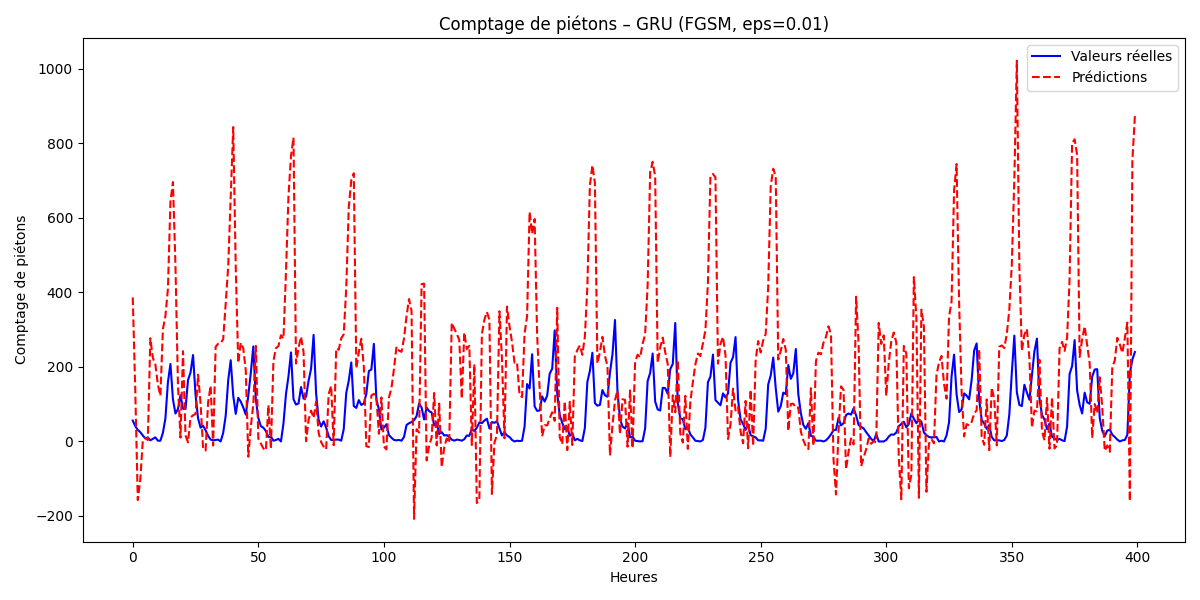 Comptage de piétons – GRU (FGSM, eps=0.01)
Valeurs réelles
Prédictions
Comptage de piétons
1000
800
600
400
200
0
−200
0 50 100 150 200 250 300 350 400
Heures